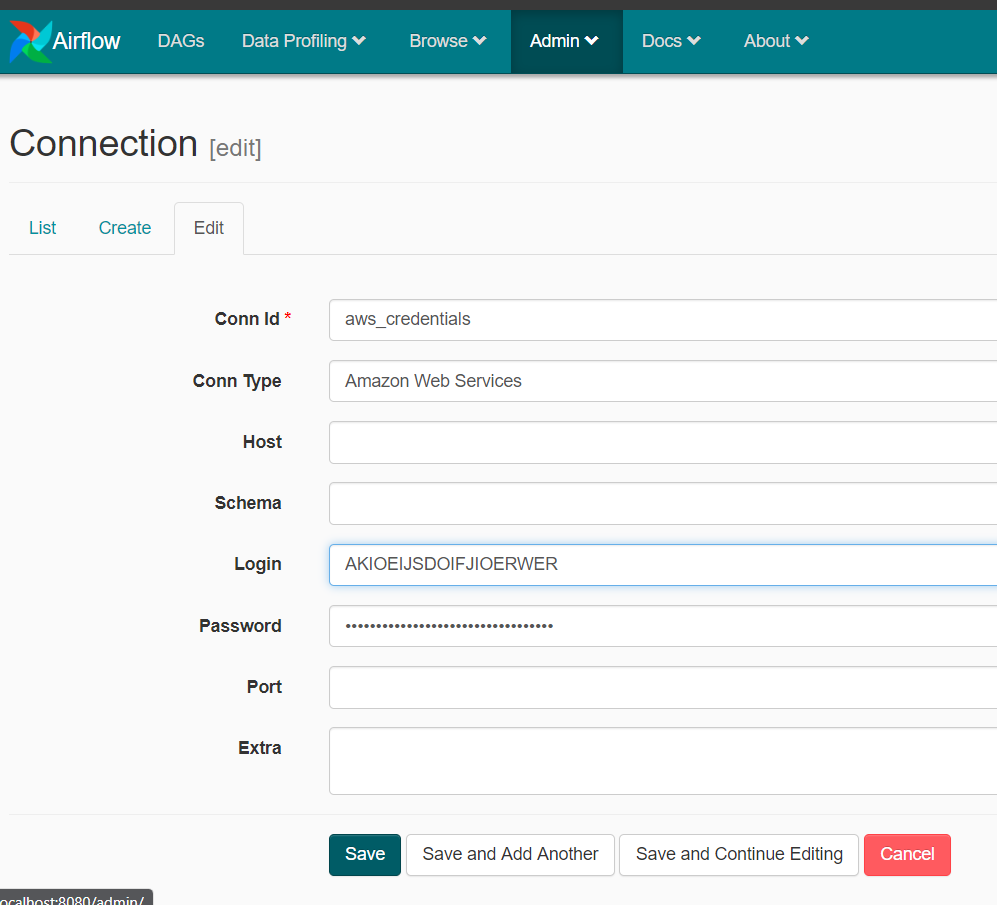 Airflow DAGs Data Profiling Browse Admin Docs About
Connection [edit]
List Create Edit
Conn Id * aws_credentials
Conn Type Amazon Web Services
Host
Schema
Login AKIOEIJSDOIFJIOERWER
Password ••••••••••••••••••••••••••••••••••
Port
Extra
Save Save and Add Another Save and Continue Editing Cancel
ocalhost:8080/admin/